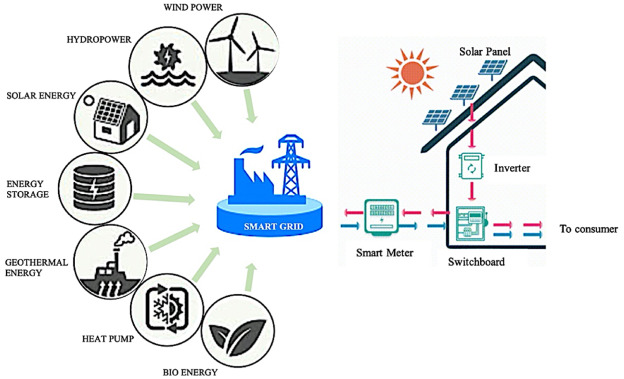 WIND POWER
HYDROPOWER
SOLAR ENERGY
ENERGY
STORAGE
GEOTHERMAL
ENERGY
HEAT PUMP
BIO ENERGY
SMART GRID
Solar Panel
Inverter
Smart Meter
Switchboard
To consumer